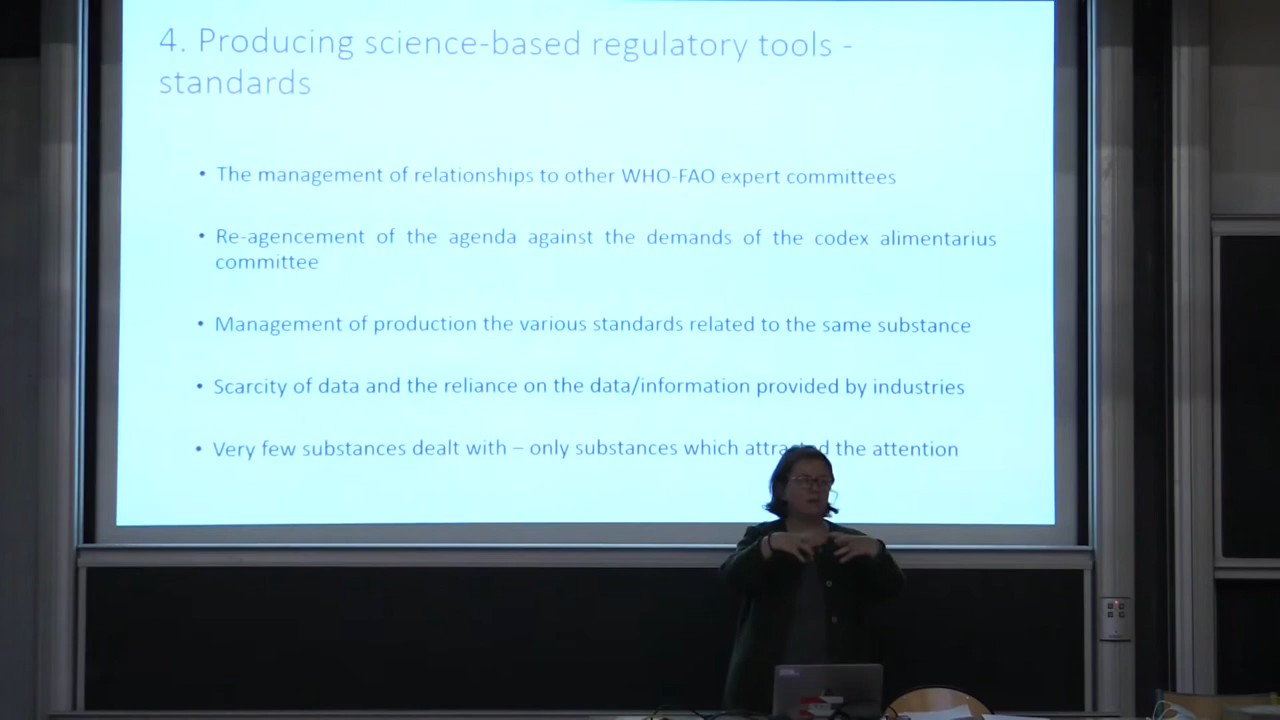 4. Producing science-based regulatory tools -
standards
• The management of relationships to other WHO-FAO expert committees
• Re-agencement of the agenda against the demands of the codex alimentarius
committee
• Management of production the various standards related to the same substance
• Scarcity of data and the reliance on the data/information provided by industries
• Very few substances dealt with – only substances which attracted the attention